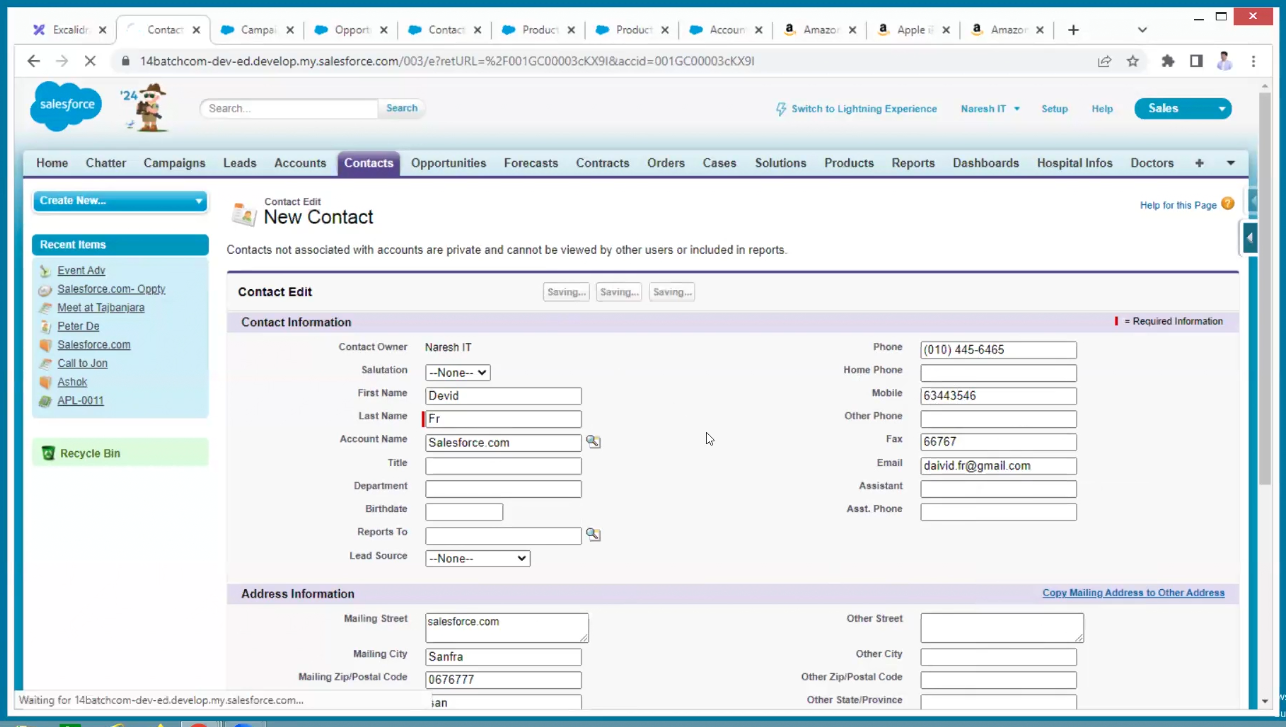 Excalidr
Contact
Campai
Opport
Contac
Product
Product
Accoun
Amazon
Apple i
Amazon
14batchcom-dev-ed.develop.my.salesforce.com/003/e?retURL=%2F001GC00003cKX9I&accid=001GC00003cKX9I
salesforce
'24
Search...
Search
Switch to Lightning Experience
Naresh IT
Setup
Help
Sales
Home
Chatter
Campaigns
Leads
Accounts
Contacts
Opportunities
Forecasts
Contracts
Orders
Cases
Solutions
Products
Reports
Dashboards
Hospital Infos
Doctors
+
Create New...
Recent Items
Event Adv
Salesforce.com- Oppty
Meet at Tajbanjara
Peter De
Salesforce.com
Call to Jon
Ashok
APL-0011
Recycle Bin
Contact Edit
New Contact
Help for this Page
Contacts not associated with accounts are private and cannot be viewed by other users or included in reports.
Contact Edit
Saving...
Saving...
Saving...
Contact Information
= Required Information
Contact Owner Naresh IT
Salutation --None--
First Name Devid
Last Name Fr
Account Name Salesforce.com
Title
Department
Birthdate
Reports To
Lead Source --None--
Phone (010) 445-6465
Home Phone
Mobile 63443546
Other Phone
Fax 66767
Email daivid.fr@gmail.com
Assistant
Asst. Phone
Address Information
Copy Mailing Address to Other Address
Mailing Street salesforce.com
Mailing City Sanfra
Mailing Zip/Postal Code 0676777
Other Street
Other City
Other Zip/Postal Code
Other State/Province
Waiting for 14batchcom-dev-ed.develop.my.salesforce.com...